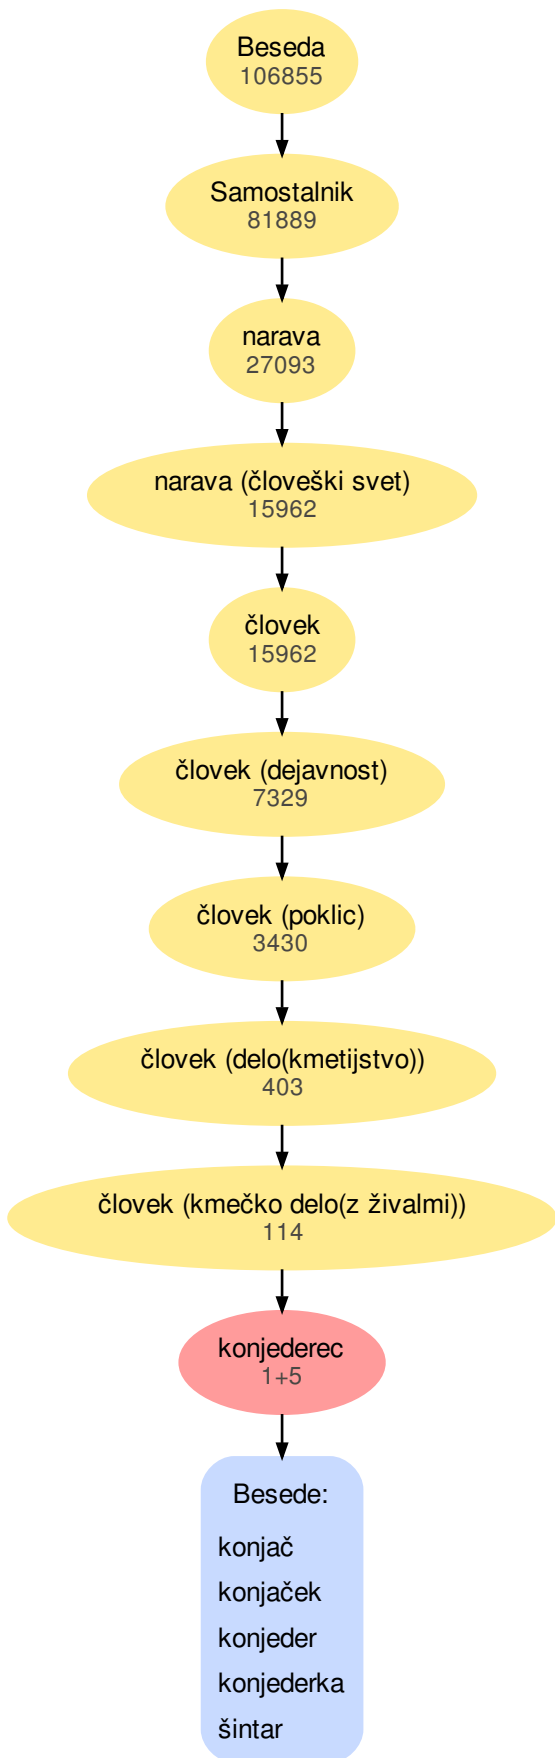 Beseda
106855
Samostalnik
81889
narava
27093
narava (človeški svet)
15962
človek
15962
človek (dejavnost)
7329
človek (poklic)
3430
človek (delo(kmetijstvo))
403
človek (kmečko delo(z živalmi))
114
konjederec
1+5
Besede:
konjač
konjaček
konjeder
konjederka
šintar